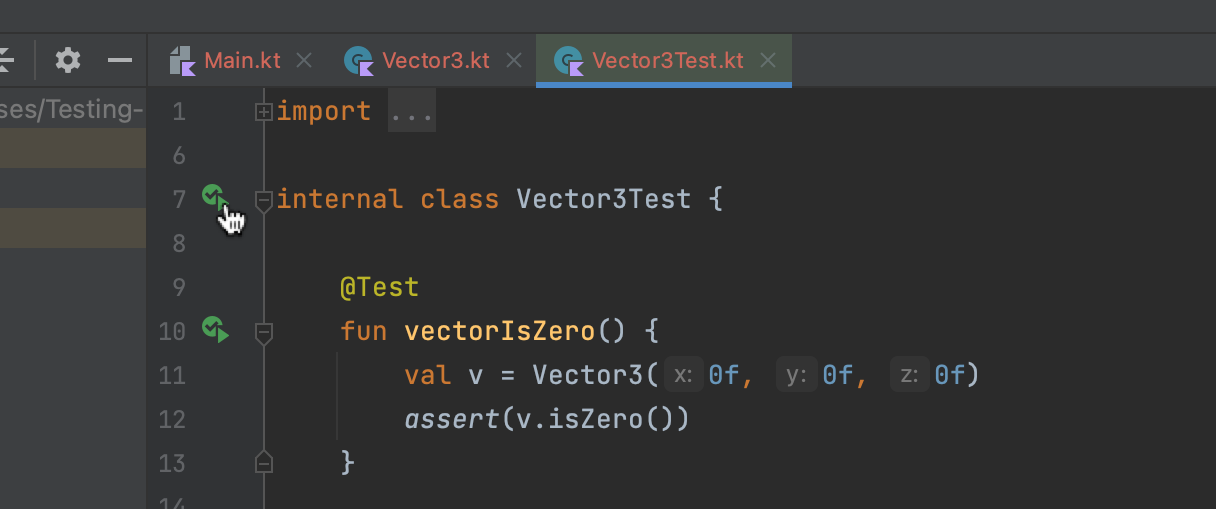 Main.kt Vector3.kt Vector3Test.kt
ses/Testing-
1 import ...
6
7 internal class Vector3Test {
8
9 @Test
10 fun vectorIsZero() {
11 val v = Vector3( x: 0f, y: 0f, z: 0f)
12 assert(v.isZero())
13 }
14